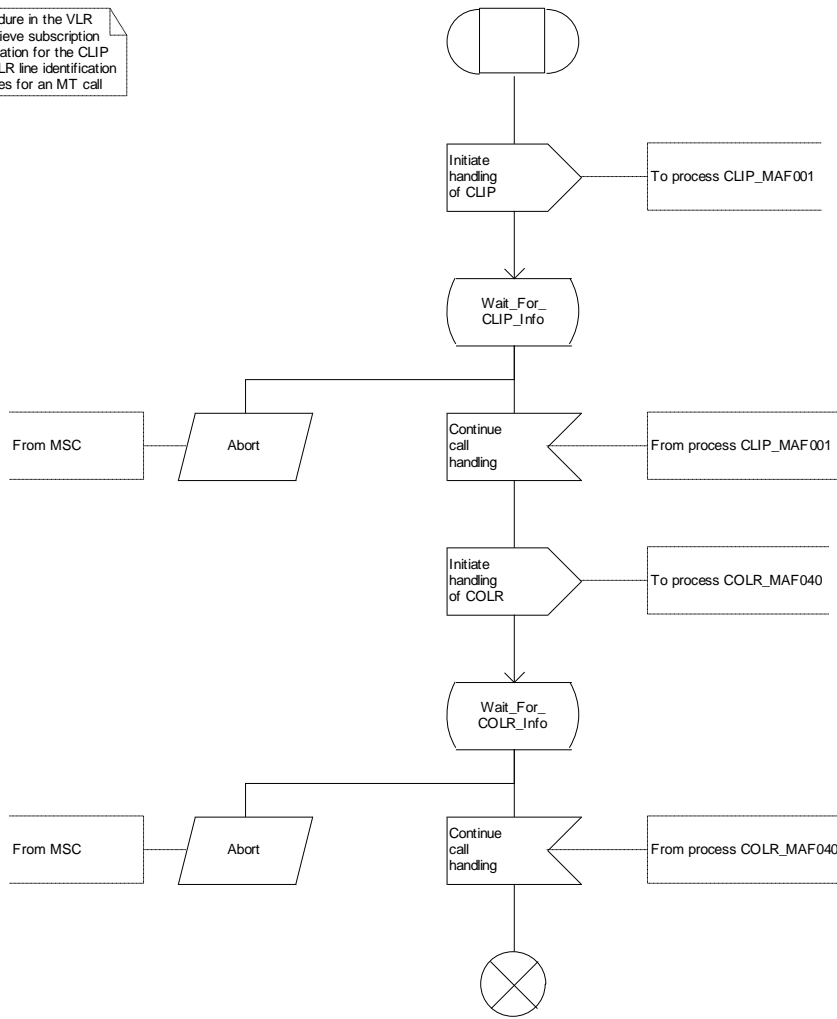 dure in the VLR
ieve subscription
ation for the CLIP
LR line identification
es for an MT call
Initiate
handling
of CLIP
To process CLIP_MAF001
Wait_For_
CLIP_Info
From MSC
Abort
Continue
call
handling
From process CLIP_MAF001
Initiate
handling
of COLR
To process COLR_MAF040
Wait_For_
COLR_Info
From MSC
Abort
Continue
call
handling
From process COLR_MAF040